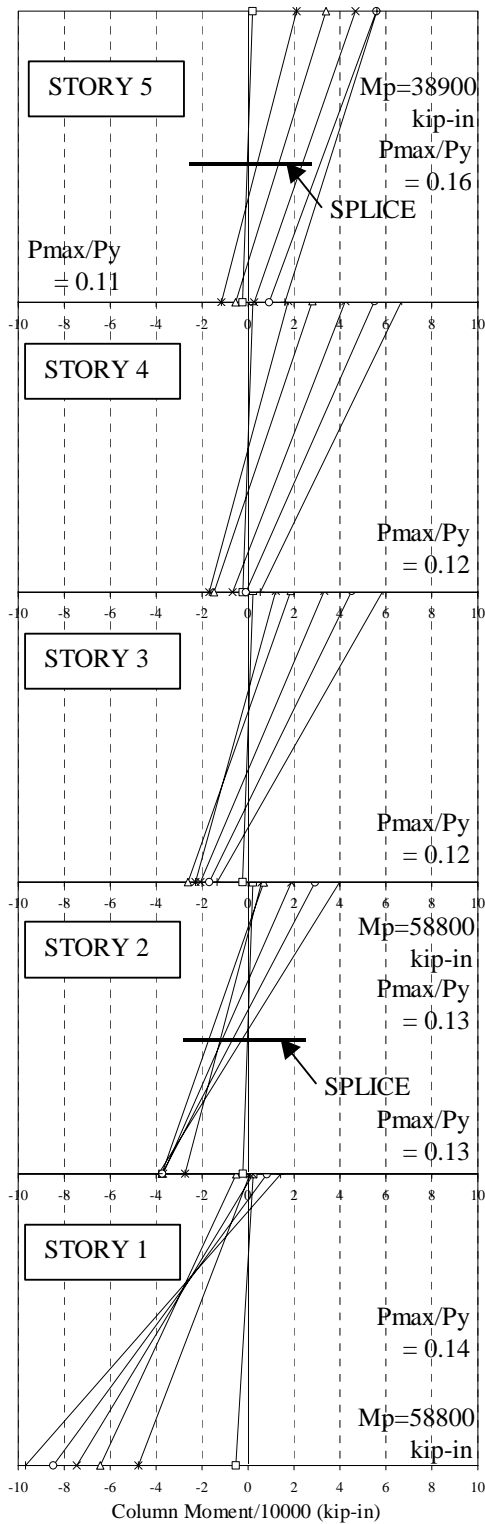 STORY 5
Mp=38900
kip-in
Pmax/Py
= 0.16
SPLICE
Pmax/Py
= 0.11
-10 -8 -6 -4 -2 0 2 4 6 8 10
STORY 4
Pmax/Py
= 0.12
-10 -8 -6 -4 -2 0 2 4 6 8 10
STORY 3
Pmax/Py
= 0.12
-10 -8 -6 -4 -2 0 2 4 6 8 10
STORY 2
Mp=58800
kip-in
Pmax/Py
= 0.13
SPLICE
Pmax/Py
= 0.13
-10 -8 -6 -4 -2 0 2 4 6 8 10
STORY 1
Pmax/Py
= 0.14
Mp=58800
kip-in
-10 -8 -6 -4 -2 0 2 4 6 8 10
Column Moment/10000 (kip-in)